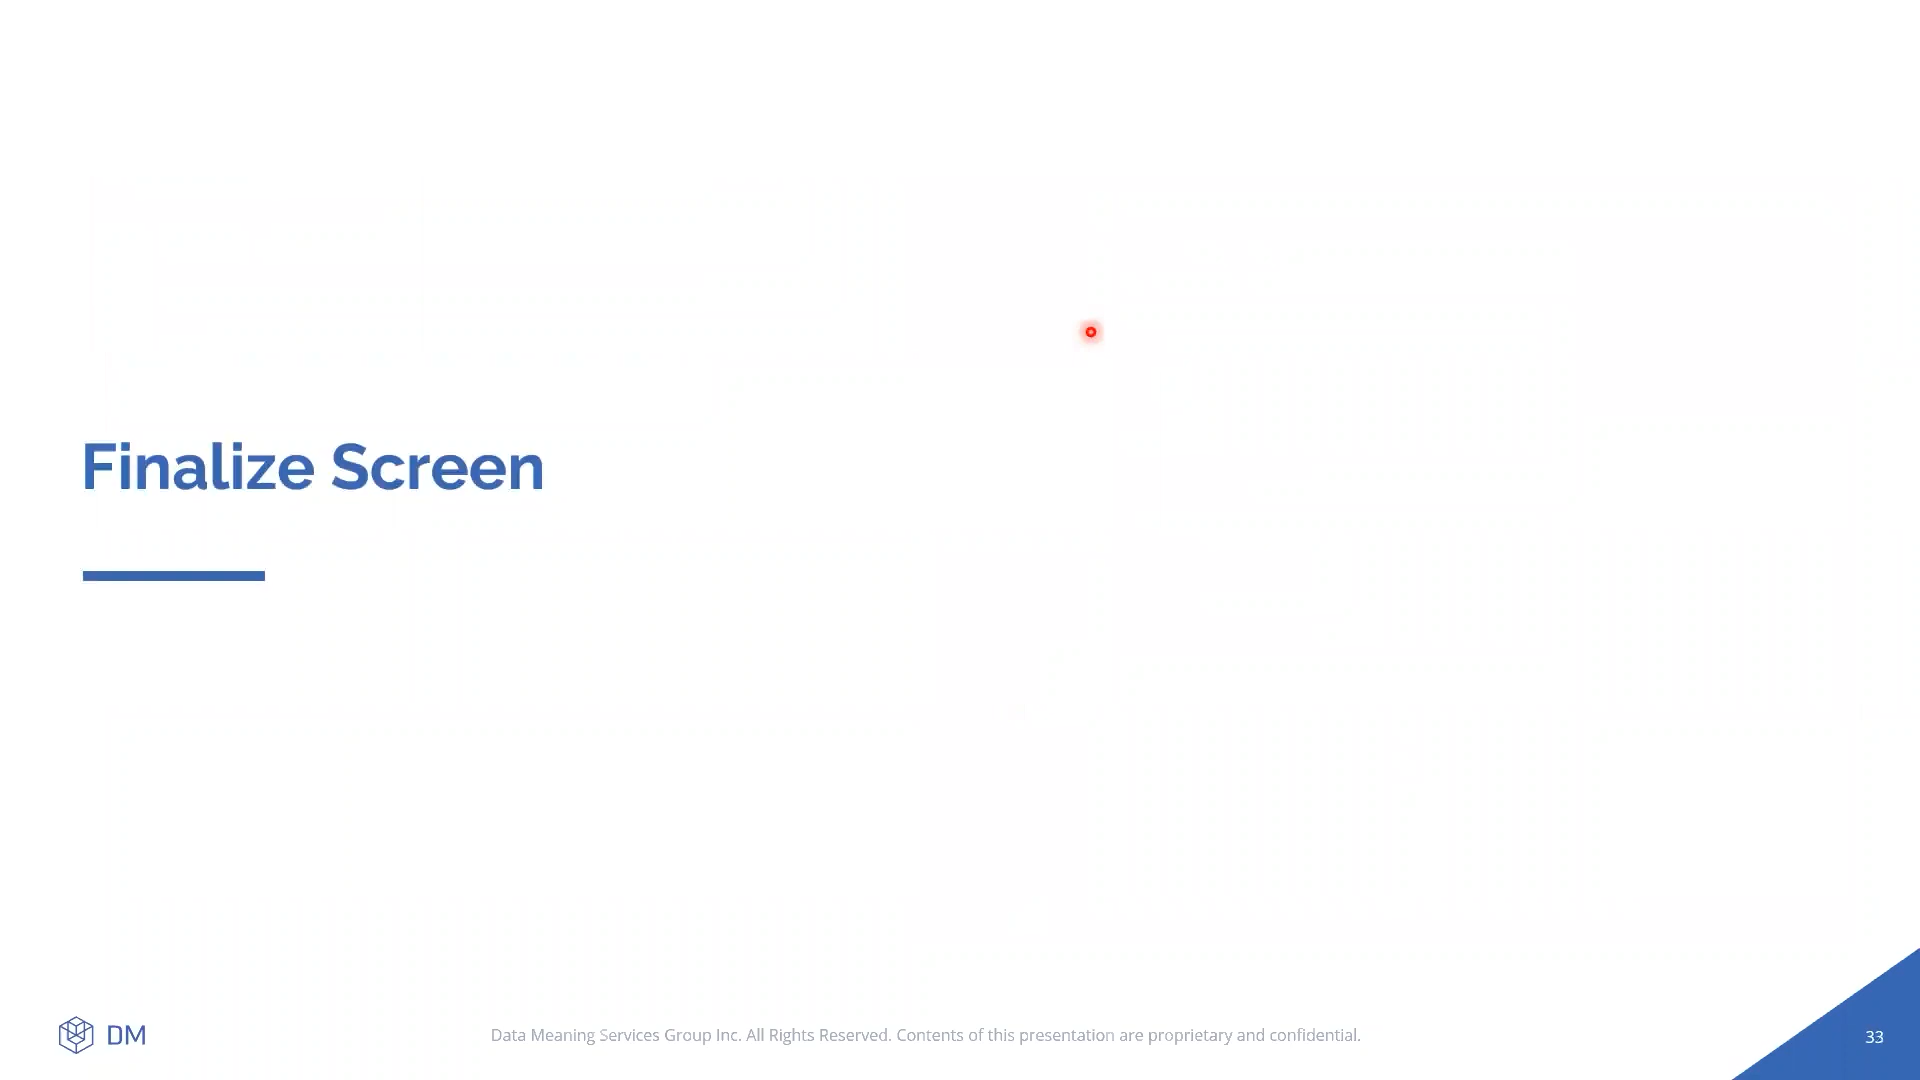 Finalize Screen
DM
Data Meaning Services Group Inc. All Rights Reserved. Contents of this presentation are proprietary and confidential.
33